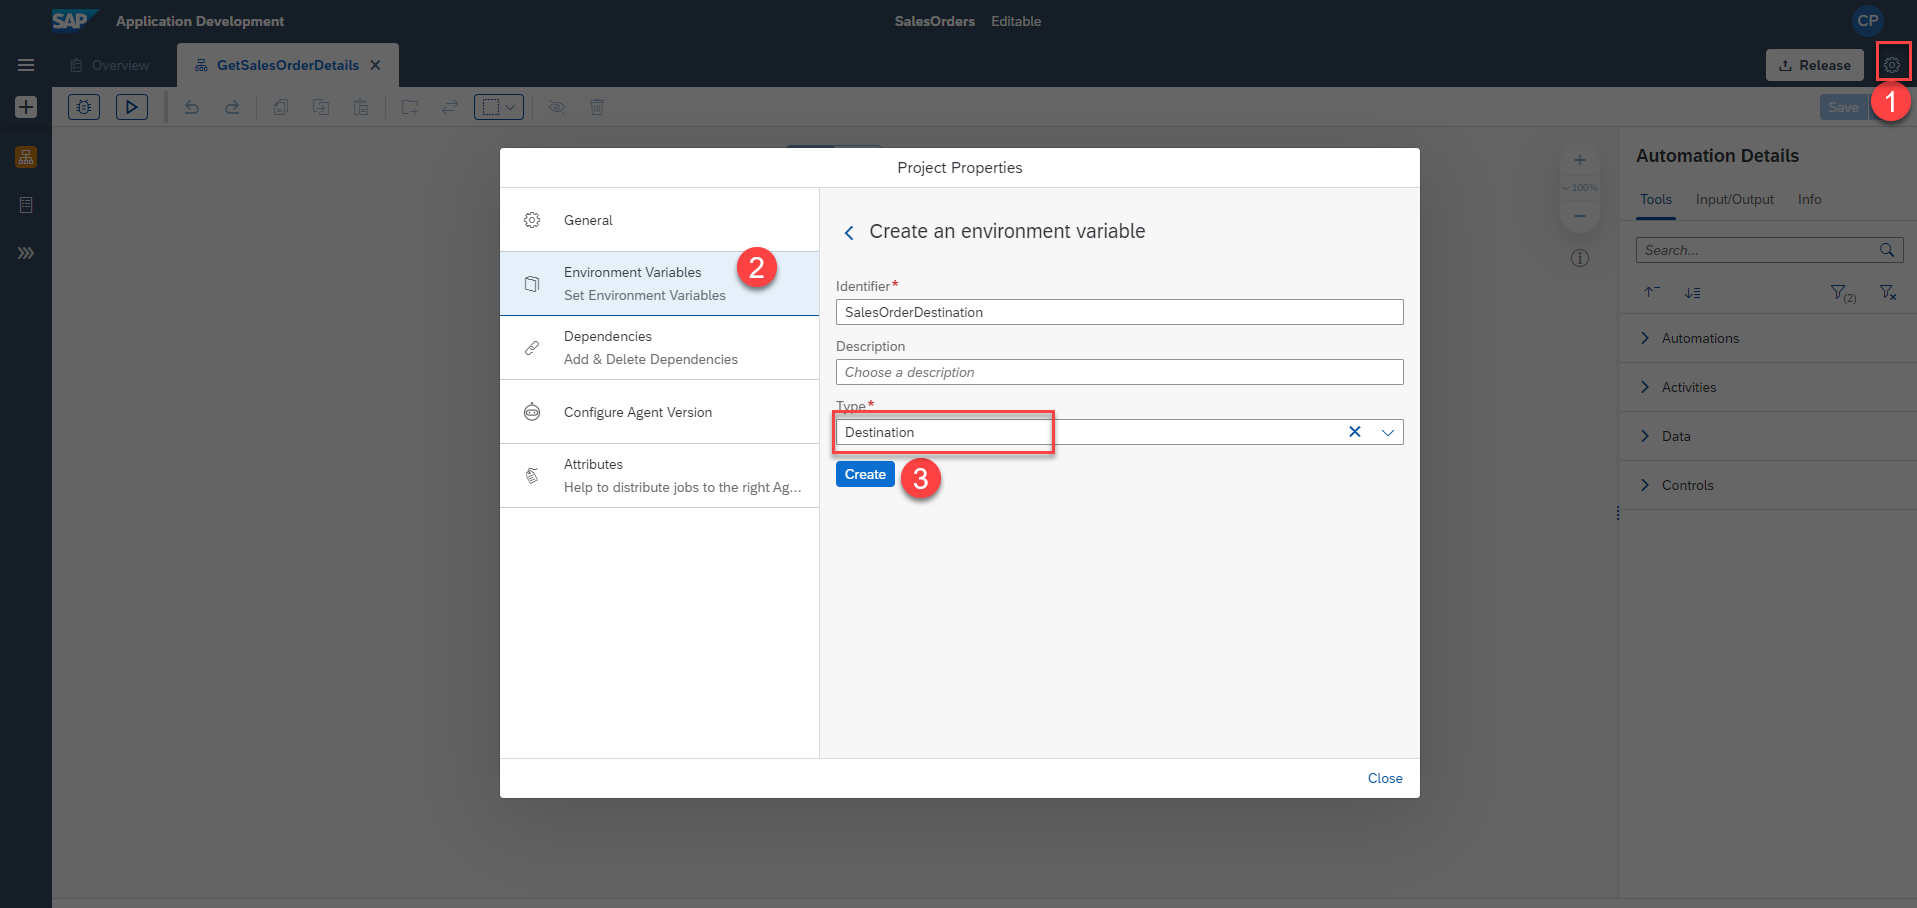 SAP Application Development
SalesOrders Editable
CP
Overview
GetSalesOrderDetails
Release
1
Save
Project Properties
General
Environment Variables
Set Environment Variables
2
Dependencies
Add & Delete Dependencies
Configure Agent Version
Attributes
Help to distribute jobs to the right Ag...
Create an environment variable
Identifier*
SalesOrderDestination
Description
Choose a description
Type*
Destination
Create
3
Close
100%
Automation Details
Tools Input/Output Info
Search...
(2)
Automations
Activities
Data
Controls